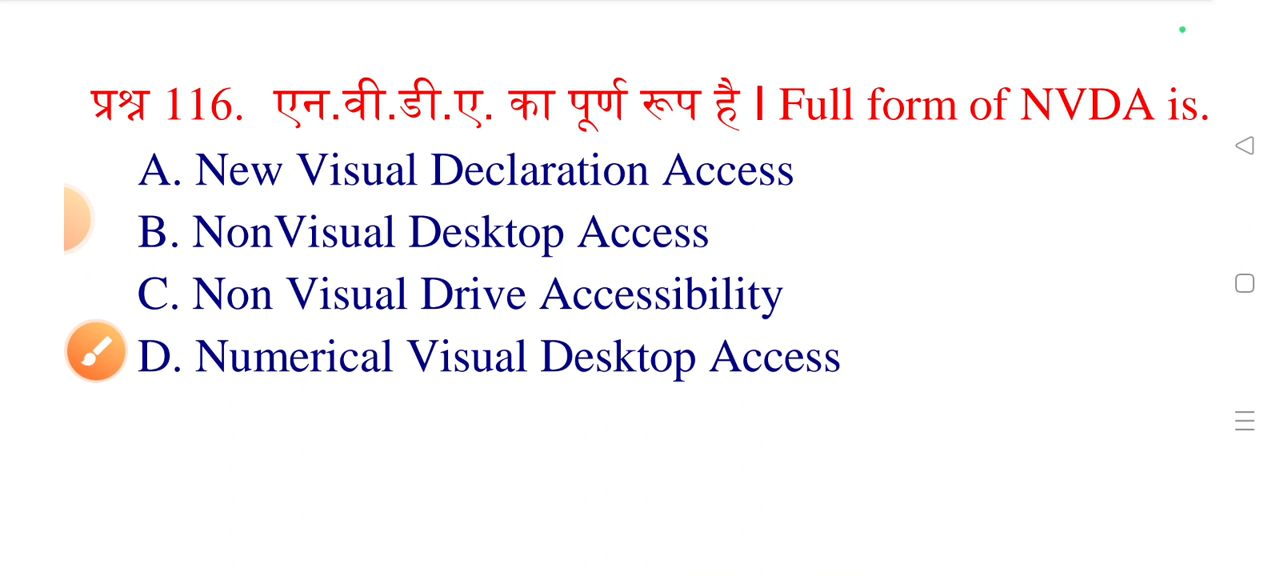 प्रश्न 116. एन.वी.डी.ए. का पूर्ण रूप है l Full form of NVDA is.
A. New Visual Declaration Access
B. NonVisual Desktop Access
C. Non Visual Drive Accessibility
D. Numerical Visual Desktop Access